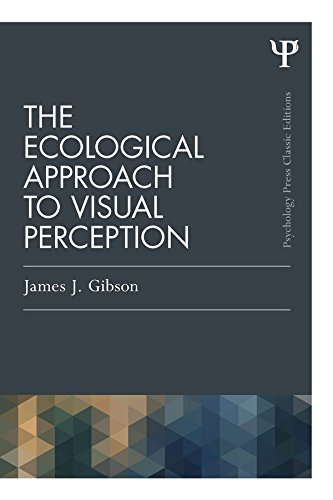 THE
ECOLOGICAL
APPROACH
TO VISUAL
PERCEPTION
James J. Gibson
Psychology Press Classic Editions